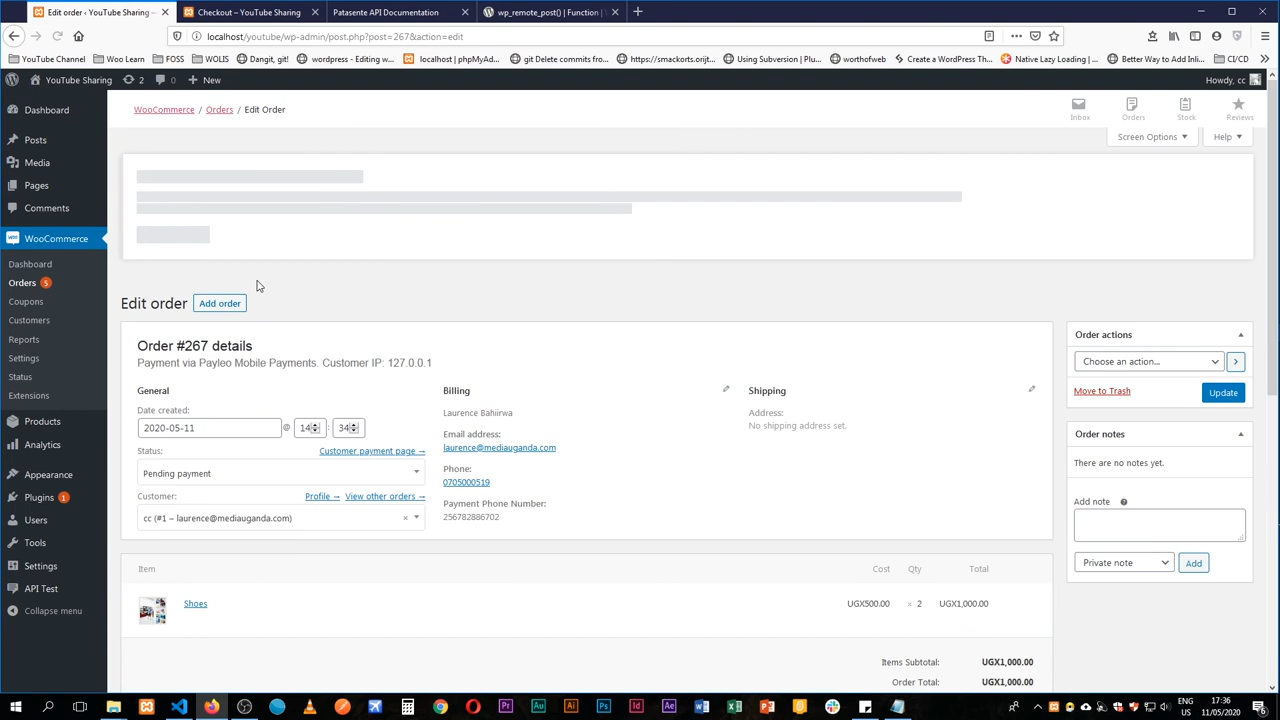 Edit order ‹ YouTube Sharing —
Checkout – YouTube Sharing
Patasente API Documentation
wp_remote_post() | Function |
localhost/youtube/wp-admin/post.php?post=267&action=edit
YouTube Channel
Woo Learn
FOSS
WOLIS
Dangit, git!
wordpress - Editing w...
localhost | phpMyAd...
git Delete commits fro...
https://smackorts.ort...
Using Subversion | Plu...
worthofweb
Create a WordPress Th...
Native Lazy Loading | ...
Better Way to Add Inli...
CI/CD
YouTube Sharing
2
0
New
Howdy, cc
Dashboard
Posts
Media
Pages
Comments
WooCommerce
Dashboard
Orders 5
Coupons
Customers
Reports
Settings
Status
Extensions
Products
Analytics
Appearance
Plugins 1
Users
Tools
Settings
API Test
Collapse menu
WooCommerce / Orders / Edit Order
Inbox
Orders
Stock
Reviews
Screen Options
Help
Edit order
Add order
Order #267 details
Payment via Payleo Mobile Payments. Customer IP: 127.0.0.1
General
Date created:
2020-05-11 @ 14 : 34
Status:
Customer payment page →
Pending payment
Customer:
Profile →
View other orders →
cc (#1 – laurence@mediauganda.com)
×
Billing
Laurence Bahiirwa
Email address:
laurence@mediauganda.com
Phone:
0705000519
Payment Phone Number:
256782886702
Shipping
Address:
No shipping address set.
Order actions
Choose an action...
Move to Trash
Update
Order notes
There are no notes yet.
Add note
Private note
Add
Item
Cost
Qty
Total
Shoes
UGX500.00
× 2
UGX1,000.00
Items Subtotal:
UGX1,000.00
Order Total:
UGX1,000.00
ENG
US
17:36
11/05/2020